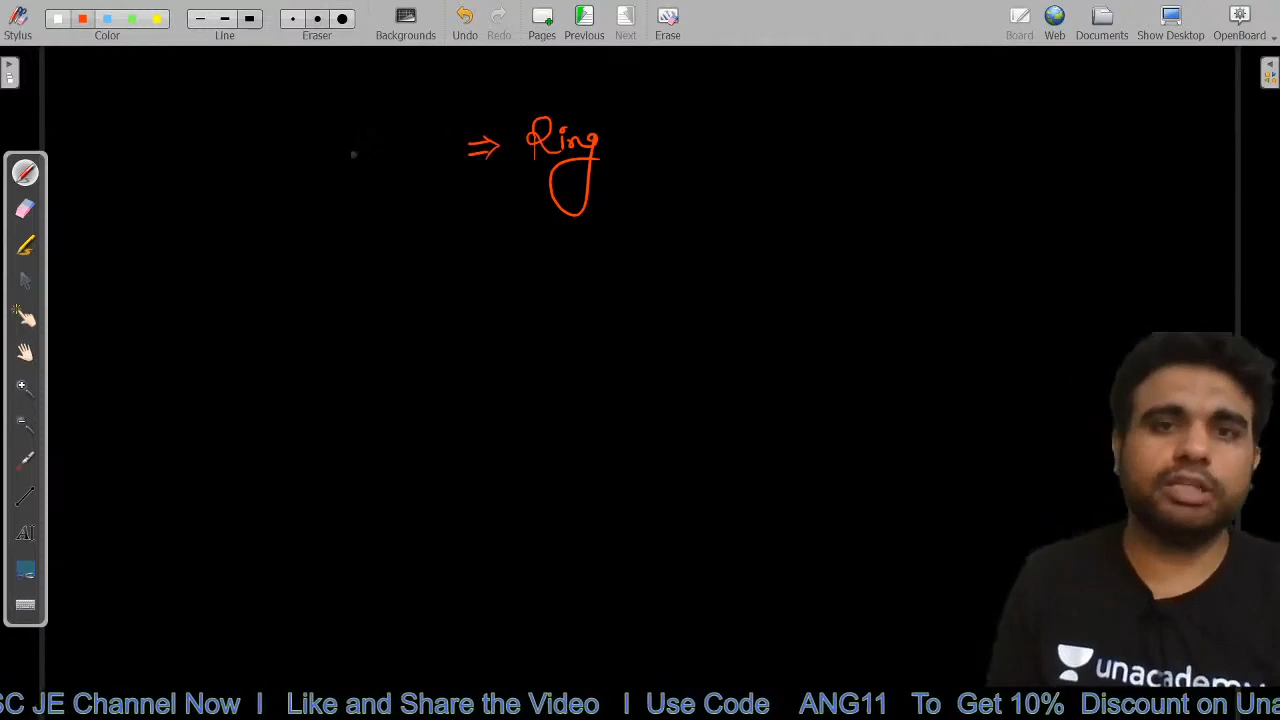 Stylus
Color
Line
Eraser
Backgrounds
Undo
Redo
Pages
Previous
Next
Erase
Board
Web
Documents
Show Desktop
OpenBoard
⇒ Ring
AI
unacademy
SC JE Channel Now I Like and Share the Video I Use Code ANG11 To Get 10% Discount on Una